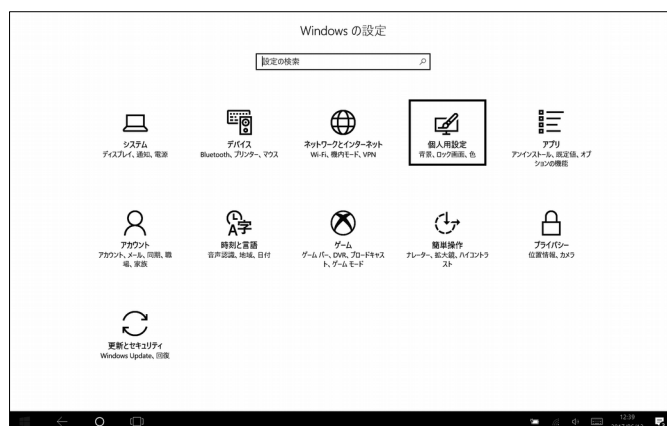 Windows の設定
設定の検索
システム
ディスプレイ、通知、電源
デバイス
Bluetooth、プリンター、マウス
ネットワークとインターネット
Wi-Fi、機内モード、VPN
個人用設定
背景、ロック画面、色
アプリ
アンインストール、既定値、オプ
ションの機能
アカウント
アカウント、メール、同期、職
場、家族
時刻と言語
音声認識、地域、日付
ゲーム
ゲーム バー、DVR、ブロードキャス
ト、ゲーム モード
簡単操作
ナレーター、拡大鏡、ハイコントラ
スト
プライバシー
位置情報、カメラ
更新とセキュリティ
Windows Update、回復
12:39